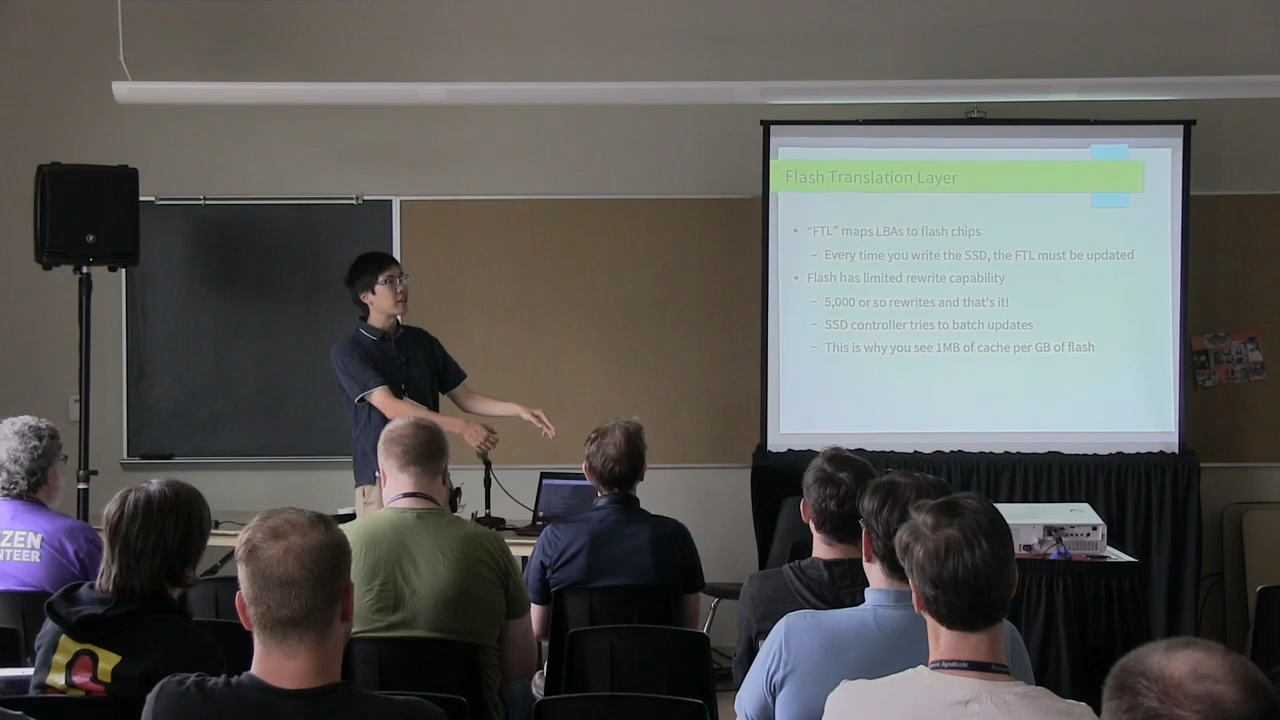 Flash Translation Layer
• "FTL" maps LBAs to flash chips
– Every time you write the SSD, the FTL must be updated
• Flash has limited rewrite capability
– 5,000 or so rewrites and that's it!
– SSD controller tries to batch updates
– This is why you see 1MB of cache per GB of flash
ZEN
NTEER
Syndicate